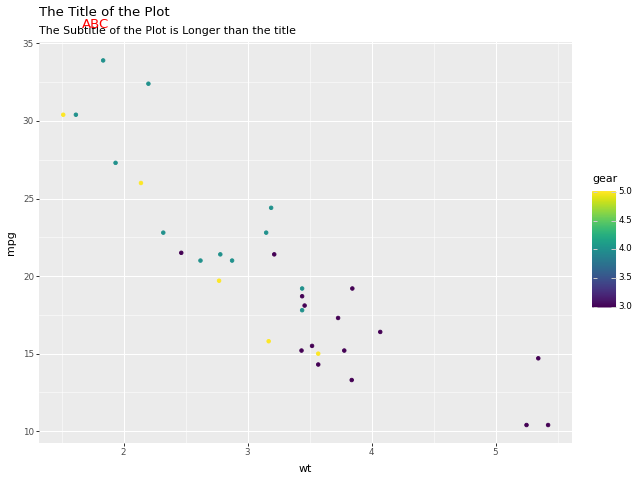 The Title of the Plot
ABC
The Subtitle of the Plot is Longer than the title
35
30
25
20
15
10
mpg
2
3
4
5
wt
gear
5.0
4.5
4.0
3.5
3.0